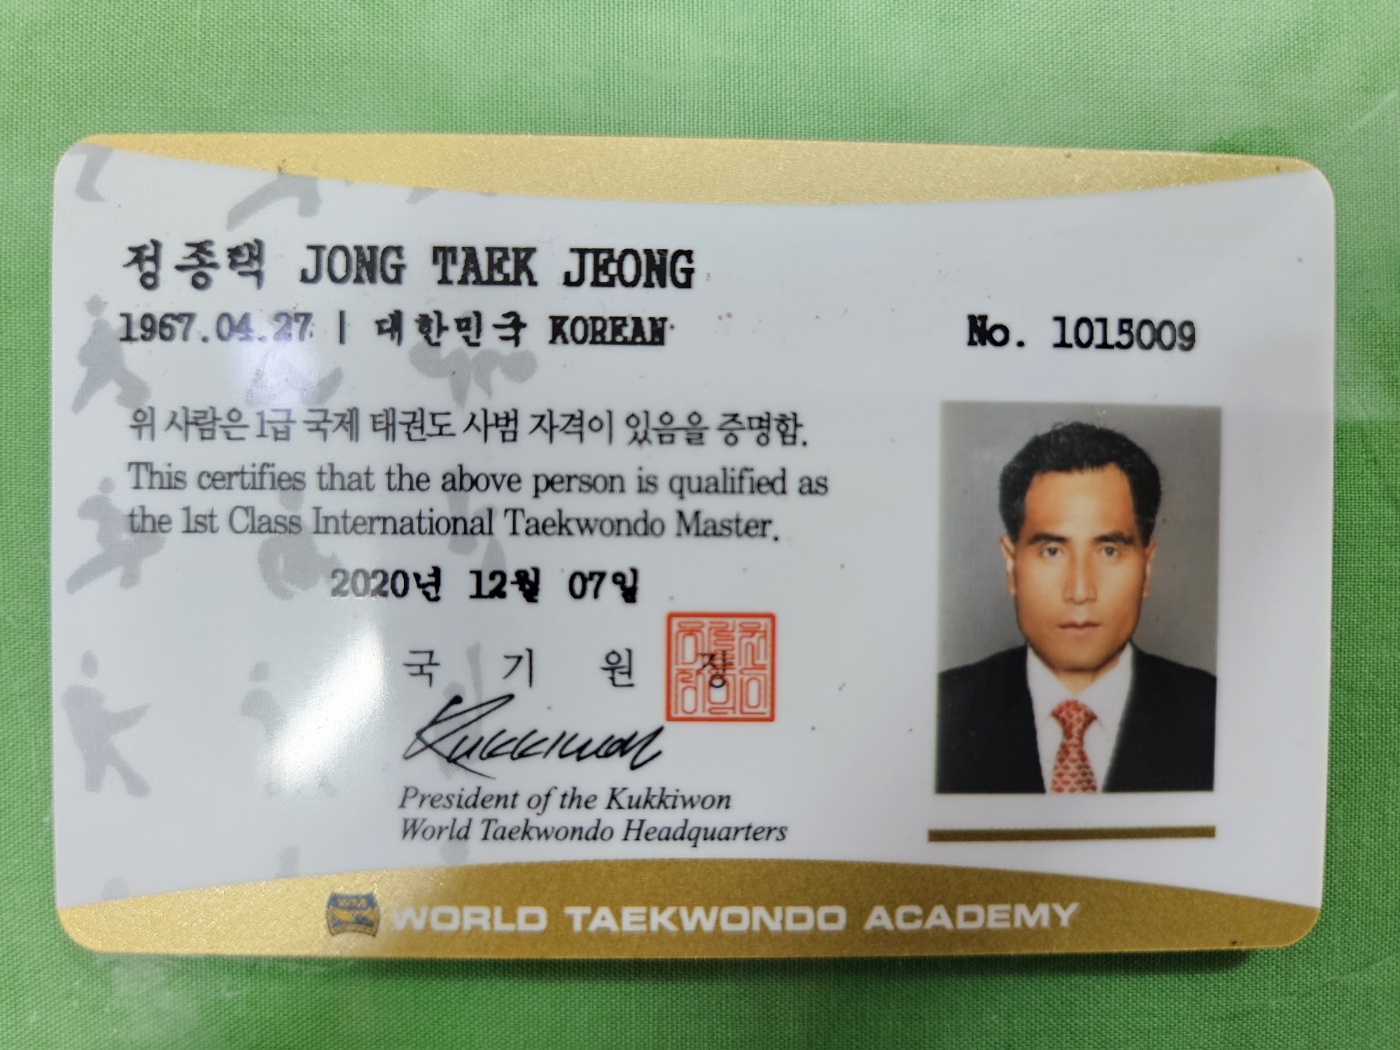 정종택 JONG TAEK JEONG
1967.04.27 | 대한민국 KOREAN
No. 1015009
위 사람은 1급 국제 태권도 사범 자격이 있음을 증명함.
This certifies that the above person is qualified as
the 1st Class International Taekwondo Master.
2020년 12월 07일
국 기 원 장
Kukkiwon
President of the Kukkiwon
World Taekwondo Headquarters
WORLD TAEKWONDO ACADEMY